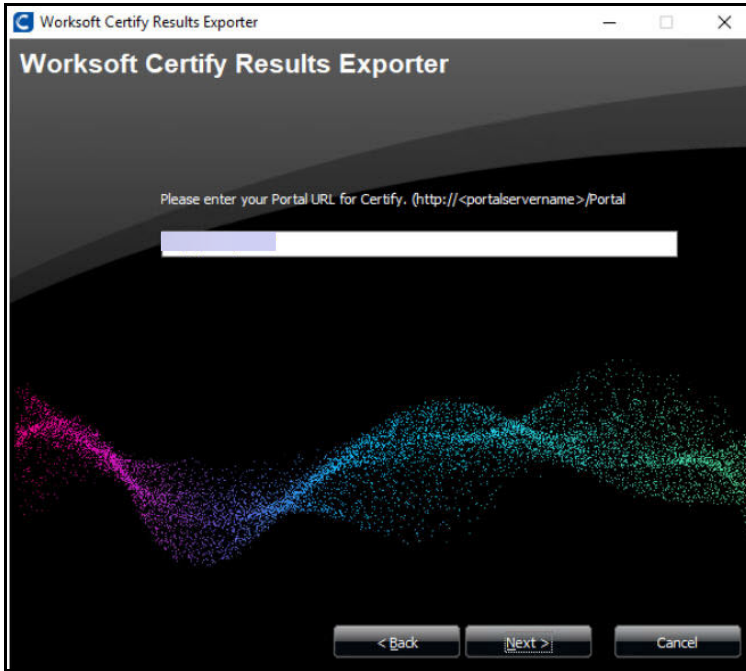 Worksoft Certify Results Exporter
Worksoft Certify Results Exporter
Please enter your Portal URL for Certify. (http://<portalservername>/Portal
< Back
Next >
Cancel